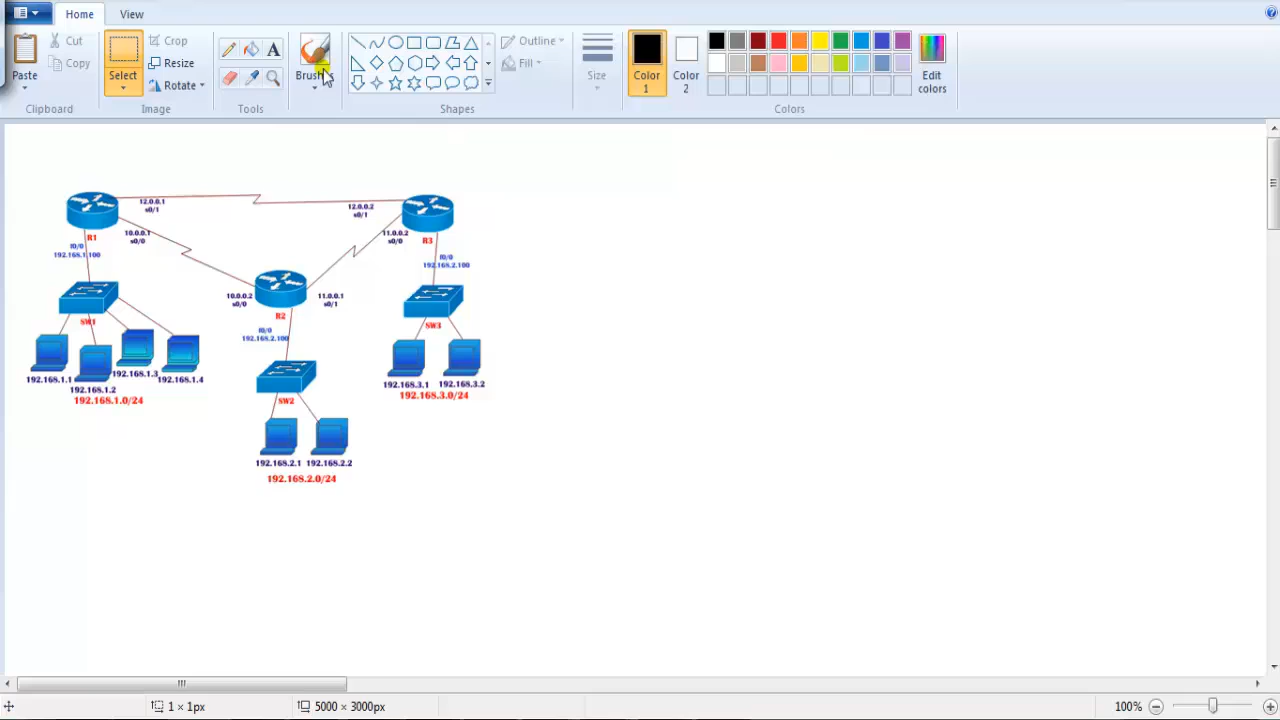 Home View
Paste
Cut
Copy
Clipboard
Select
Crop
Resize
Rotate
Image
A
Tools
Brushes
Outline
Fill
Shapes
Size
Color 1
Color 2
Edit colors
Colors
12.0.0.1
s0/1
12.0.0.2
s0/1
R1
10.0.0.1
s0/0
11.0.0.2
s0/0
R3
f0/0
192.168.1.100
f0/0
192.168.2.100
10.0.0.2
s0/0
11.0.0.1
s0/1
R2
SW1
f0/0
192.168.2.100
SW3
192.168.1.1
192.168.1.2
192.168.1.3
192.168.1.4
192.168.1.0/24
192.168.3.1 192.168.3.2
192.168.3.0/24
SW2
192.168.2.1 192.168.2.2
192.168.2.0/24
1 × 1px
5000 × 3000px
100%